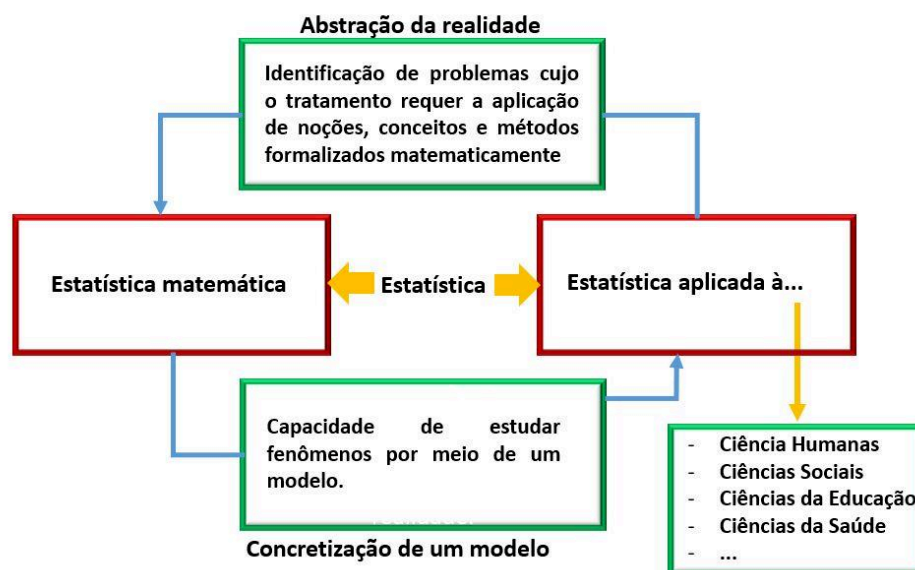 Abstração da realidade
Identificação de problemas cujo
o tratamento requer a aplicação
de noções, conceitos e métodos
formalizados matematicamente
Estatística matemática
Estatística
Estatística aplicada à...
Capacidade de estudar
fenômenos por meio de um
modelo.
Concretização de um modelo
- Ciência Humanas
- Ciências Sociais
- Ciências da Educação
- Ciências da Saúde
- ...